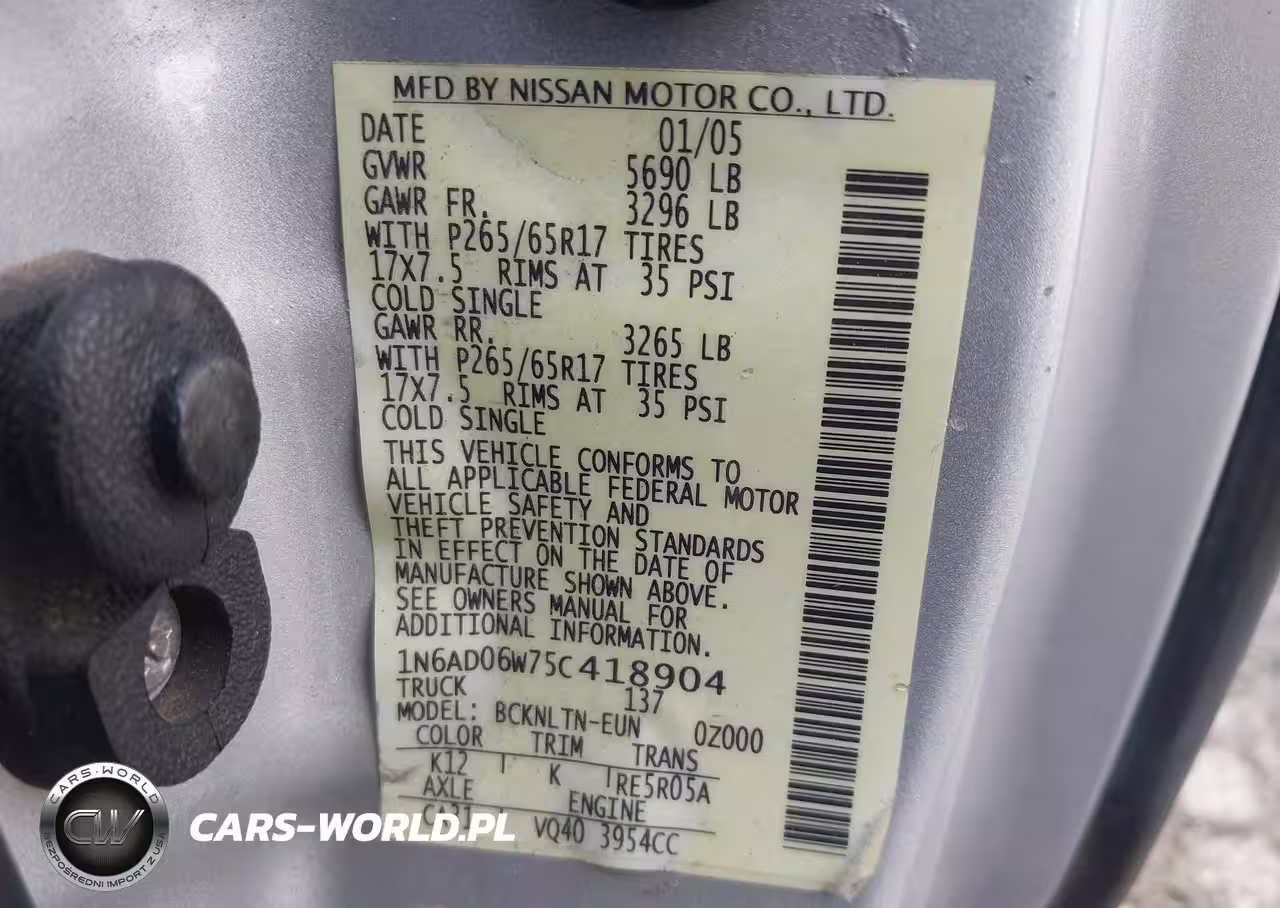 MFD BY NISSAN MOTOR CO., LTD.
DATE 01/05
GVWR 5690 LB
GAWR FR. 3296 LB
WITH P265/65R17 TIRES
17X7.5 RIMS AT 35 PSI
COLD SINGLE
GAWR RR. 3265 LB
WITH P265/65R17 TIRES
17X7.5 RIMS AT 35 PSI
COLD SINGLE
THIS VEHICLE CONFORMS TO
ALL APPLICABLE FEDERAL MOTOR
VEHICLE SAFETY AND
THEFT PREVENTION STANDARDS
IN EFFECT ON THE DATE OF
MANUFACTURE SHOWN ABOVE.
SEE OWNERS MANUAL FOR
ADDITIONAL INFORMATION.
1N6AD06W75C418904
TRUCK 137
MODEL: BCKNLTN-EUN 0Z000
COLOR TRIM TRANS
K12 K RE5R05A
AXLE ENGINE
VQ40 3954CC
CARS-WORLD
CW
BEZPOŚREDNI IMPORT Z USA
CARS-WORLD.PL